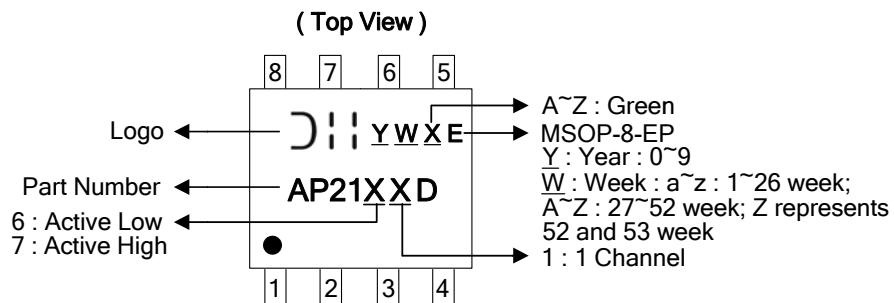 ( Top View )
8 7 6 5
Logo
Y W X E
A~Z : Green
MSOP-8-EP
Y : Year : 0~9
W : Week : a~z : 1~26 week;
A~Z : 27~52 week; Z represents
52 and 53 week
1 : 1 Channel
Part Number
AP21XXD
6 : Active Low
7 : Active High
1 2 3 4